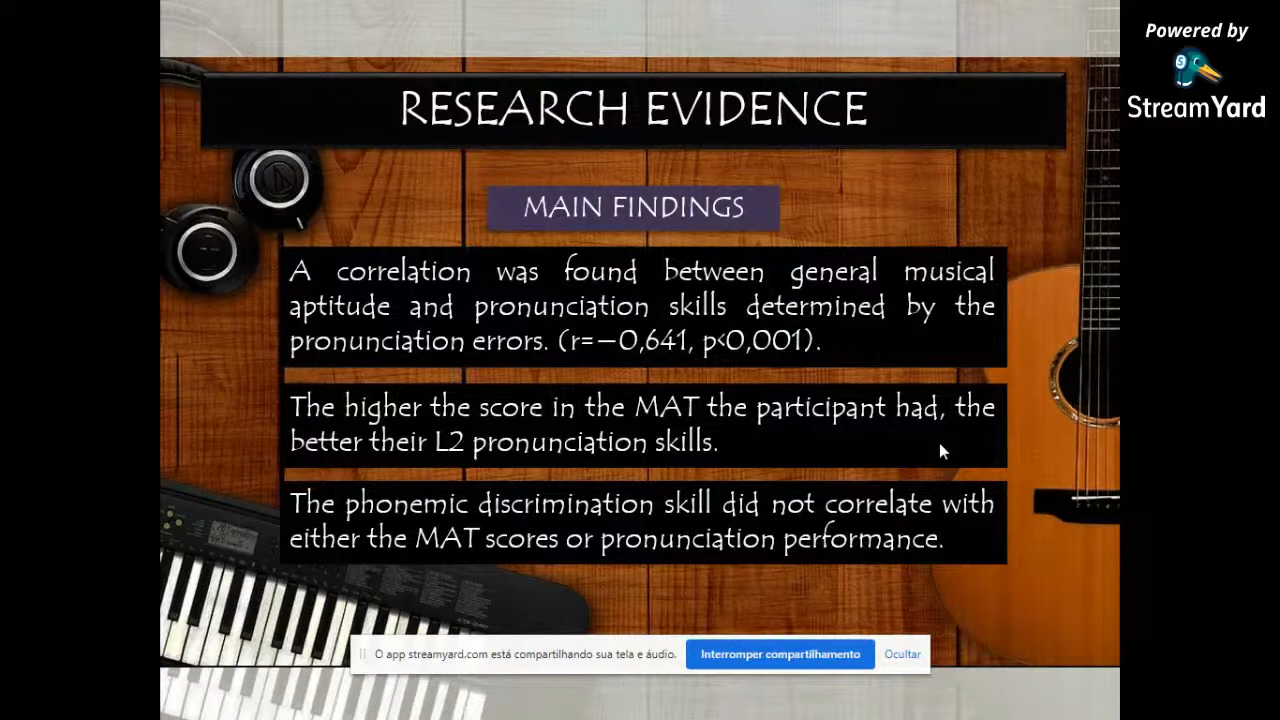 Powered by
StreamYard
RESEARCH EVIDENCE
MAIN FINDINGS
A correlation was found between general musical
aptitude and pronunciation skills determined by the
pronunciation errors. (r=−0,641, p<0,001).
The higher the score in the MAT the participant had, the
better their L2 pronunciation skills.
The phonemic discrimination skill did not correlate with
either the MAT scores or pronunciation performance.
O app streamyard.com está compartilhando sua tela e áudio.
Interromper compartilhamento
Ocultar